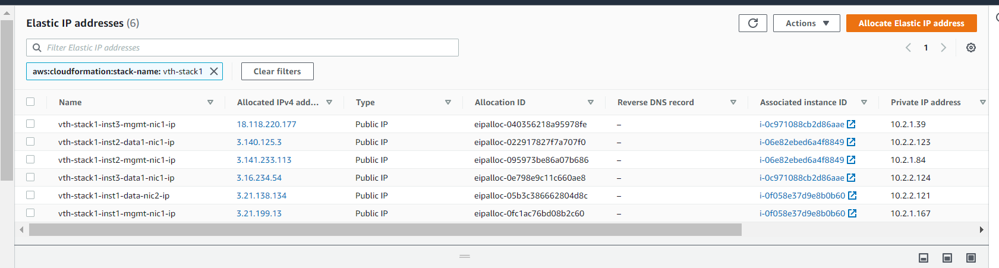 Elastic IP addresses (6)
Actions
Allocate Elastic IP address
Filter Elastic IP addresses
1
aws:cloudformation:stack-name: vth-stack1
Clear filters
Name Allocated IPv4 add... Type Allocation ID Reverse DNS record Associated instance ID Private IP address
vth-stack1-inst3-mgmt-nic1-ip 18.118.220.177 Public IP eipalloc-040356218a95978fe – i-0c971088cb2d86aae 10.2.1.39
vth-stack1-inst2-data1-nic1-ip 3.140.125.3 Public IP eipalloc-022917827f7a707f0 – i-06e82ebed6a4f8849 10.2.2.123
vth-stack1-inst2-mgmt-nic1-ip 3.141.233.113 Public IP eipalloc-095973be86a07b686 – i-06e82ebed6a4f8849 10.2.1.84
vth-stack1-inst3-data1-nic1-ip 3.16.234.54 Public IP eipalloc-0e798e9c11c660ae8 – i-0c971088cb2d86aae 10.2.2.124
vth-stack1-inst1-data-nic2-ip 3.21.138.134 Public IP eipalloc-05b3c386662804d8c – i-0f058e37d9e8b0b60 10.2.2.121
vth-stack1-inst1-mgmt-nic1-ip 3.21.199.13 Public IP eipalloc-0fc1ac76bd08b2c60 – i-0f058e37d9e8b0b60 10.2.1.167